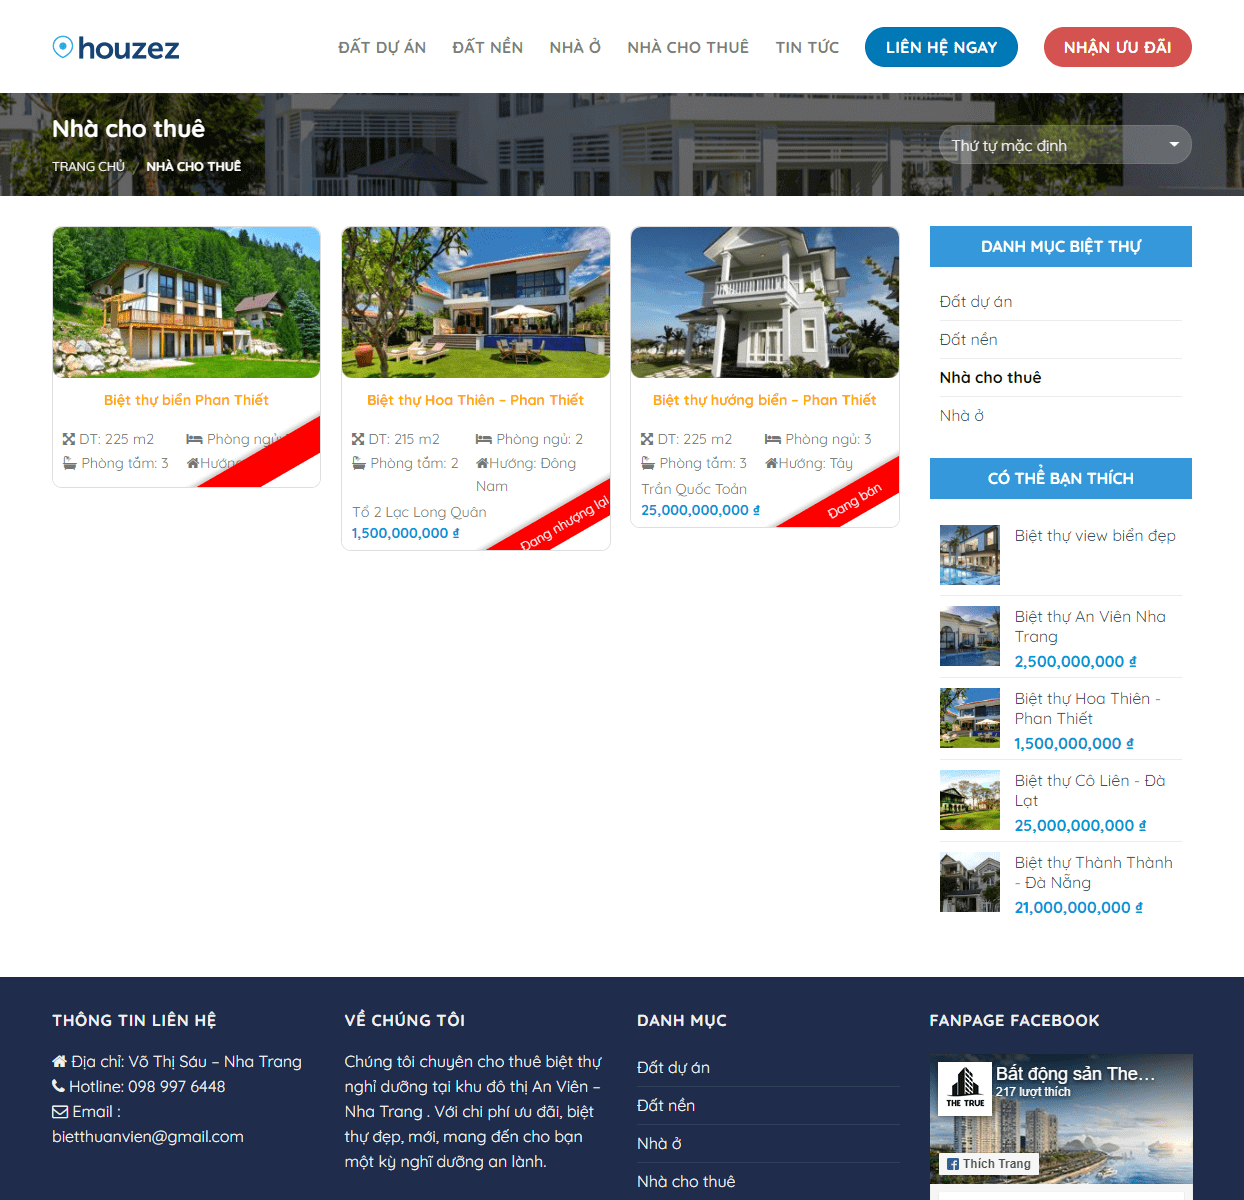 houzez
ĐẤT DỰ ÁN
ĐẤT NỀN
NHÀ Ở
NHÀ CHO THUÊ
TIN TỨC
LIÊN HỆ NGAY
NHẬN ƯU ĐÃI
Nhà cho thuê
TRANG CHỦ / NHÀ CHO THUÊ
Thứ tự mặc định
Biệt thự biển Phan Thiết
DT: 225 m2
Phòng ngủ:
Phòng tắm: 3
Biệt thự Hoa Thiên – Phan Thiết
DT: 215 m2
Phòng ngủ: 2
Phòng tắm: 2
Hướng: Đông
Nam
Tổ 2 Lạc Long Quân
1,500,000,000 ₫
Đang nhượng lại
Biệt thự hướng biển – Phan Thiết
DT: 225 m2
Phòng ngủ: 3
Phòng tắm: 3
Hướng: Tây
Trần Quốc Toản
25,000,000,000 ₫
Đang bán
DANH MỤC BIỆT THỰ
Đất dự án
Đất nền
Nhà cho thuê
Nhà ở
CÓ THỂ BẠN THÍCH
Biệt thự view biển đẹp
Biệt thự An Viên Nha
Trang
2,500,000,000 ₫
Biệt thự Hoa Thiên -
Phan Thiết
1,500,000,000 ₫
Biệt thự Cô Liên - Đà
Lạt
25,000,000,000 ₫
Biệt thự Thành Thành
- Đà Nẵng
21,000,000,000 ₫
THÔNG TIN LIÊN HỆ
Địa chỉ: Võ Thị Sáu – Nha Trang
Hotline: 098 997 6448
Email :
bietthuanvien@gmail.com
VỀ CHÚNG TÔI
Chúng tôi chuyên cho thuê biệt thự
nghỉ dưỡng tại khu đô thị An Viên –
Nha Trang . Với chi phí ưu đãi, biệt
thự đẹp, mới, mang đến cho bạn
một kỳ nghĩ dưỡng an lành.
DANH MỤC
Đất dự án
Đất nền
Nhà ở
Nhà cho thuê
FANPAGE FACEBOOK
Bất động sản The...
217 lượt thích
THE TRUE
Thích Trang